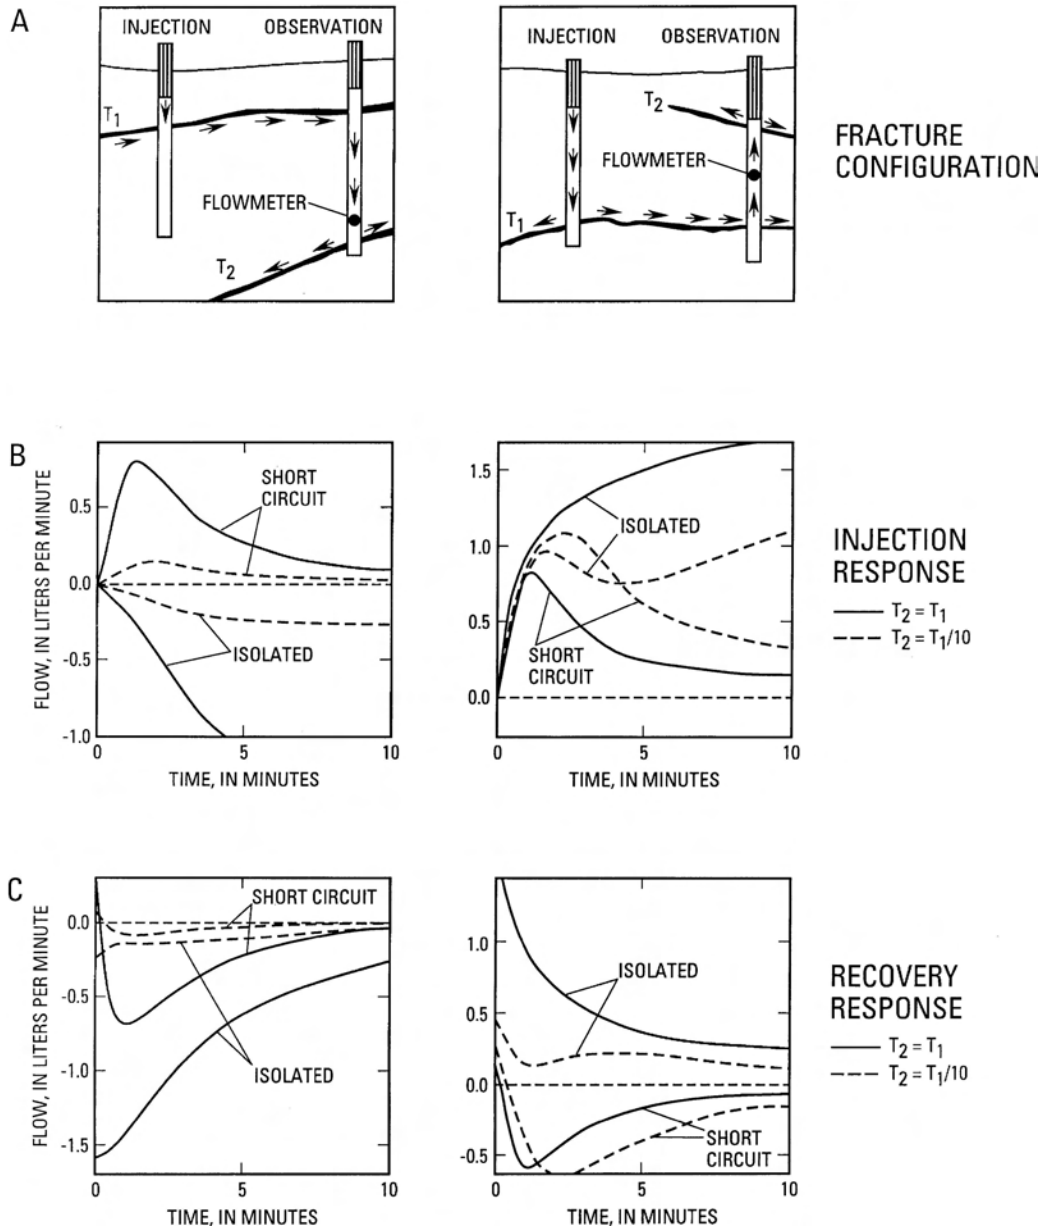 A
INJECTION OBSERVATION
T1
FLOWMETER
T2
INJECTION OBSERVATION
T2
FLOWMETER
T1
FRACTURE
CONFIGURATION
B
FLOW, IN LITERS PER MINUTE
0.5
0.0
-0.5
-1.0
SHORT
CIRCUIT
ISOLATED
0 5 10
TIME, IN MINUTES
1.5
1.0
0.5
0.0
ISOLATED
SHORT
CIRCUIT
0 5 10
TIME, IN MINUTES
INJECTION
RESPONSE
T2 = T1
T2 = T1/10
C
FLOW, IN LITERS PER MINUTE
0.0
-0.5
-1.0
-1.5
SHORT CIRCUIT
ISOLATED
0 5 10
TIME, IN MINUTES
1.0
0.5
0.0
-0.5
ISOLATED
SHORT
CIRCUIT
0 5 10
TIME, IN MINUTES
RECOVERY
RESPONSE
T2 = T1
T2 = T1/10